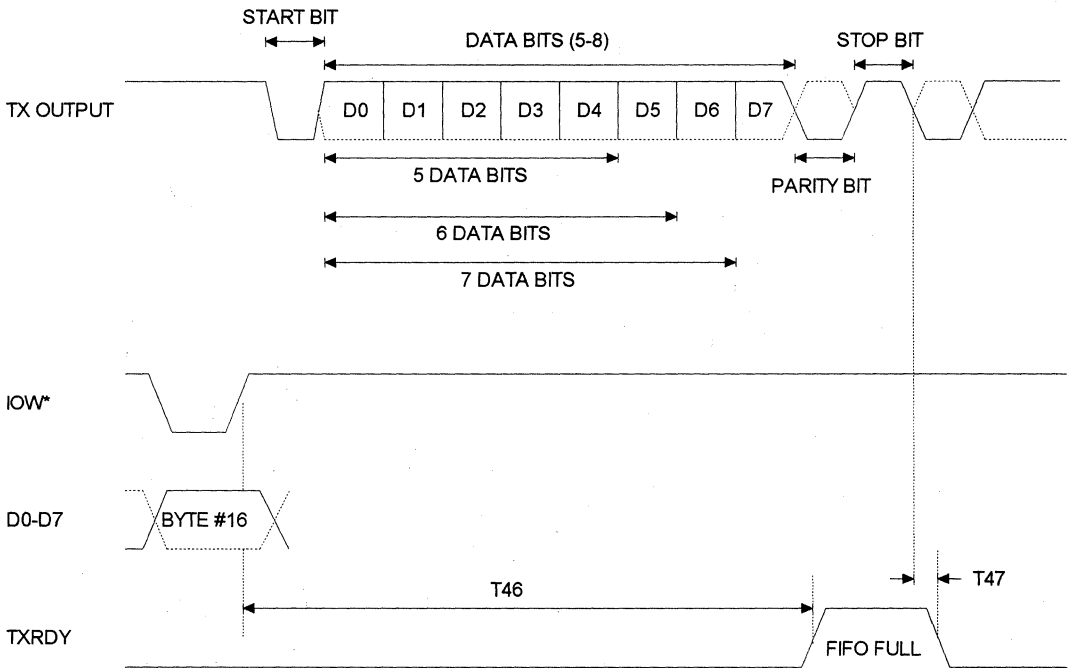 START BIT
DATA BITS (5-8)
STOP BIT
TX OUTPUT
D0 D1 D2 D3 D4 D5 D6 D7
5 DATA BITS
PARITY BIT
6 DATA BITS
7 DATA BITS
IOW*
D0-D7
BYTE #16
T46
T47
TXRDY
FIFO FULL